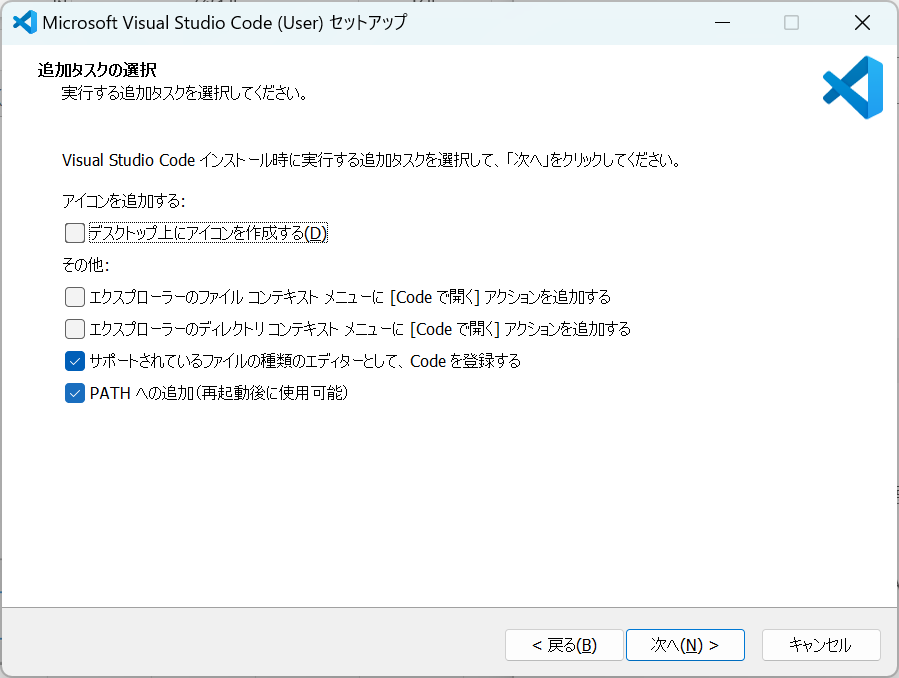 Microsoft Visual Studio Code (User) セットアップ
追加タスクの選択
実行する追加タスクを選択してください。
Visual Studio Code インストール時に実行する追加タスクを選択して、「次へ」をクリックしてください。
アイコンを追加する:
デスクトップ上にアイコンを作成する(D)
その他:
エクスプローラーのファイル コンテキスト メニューに [Code で開く] アクションを追加する
エクスプローラーのディレクトリ コンテキスト メニューに [Code で開く] アクションを追加する
サポートされているファイルの種類のエディターとして、Code を登録する
PATH への追加(再起動後に使用可能)
< 戻る(B)
次へ(N) >
キャンセル